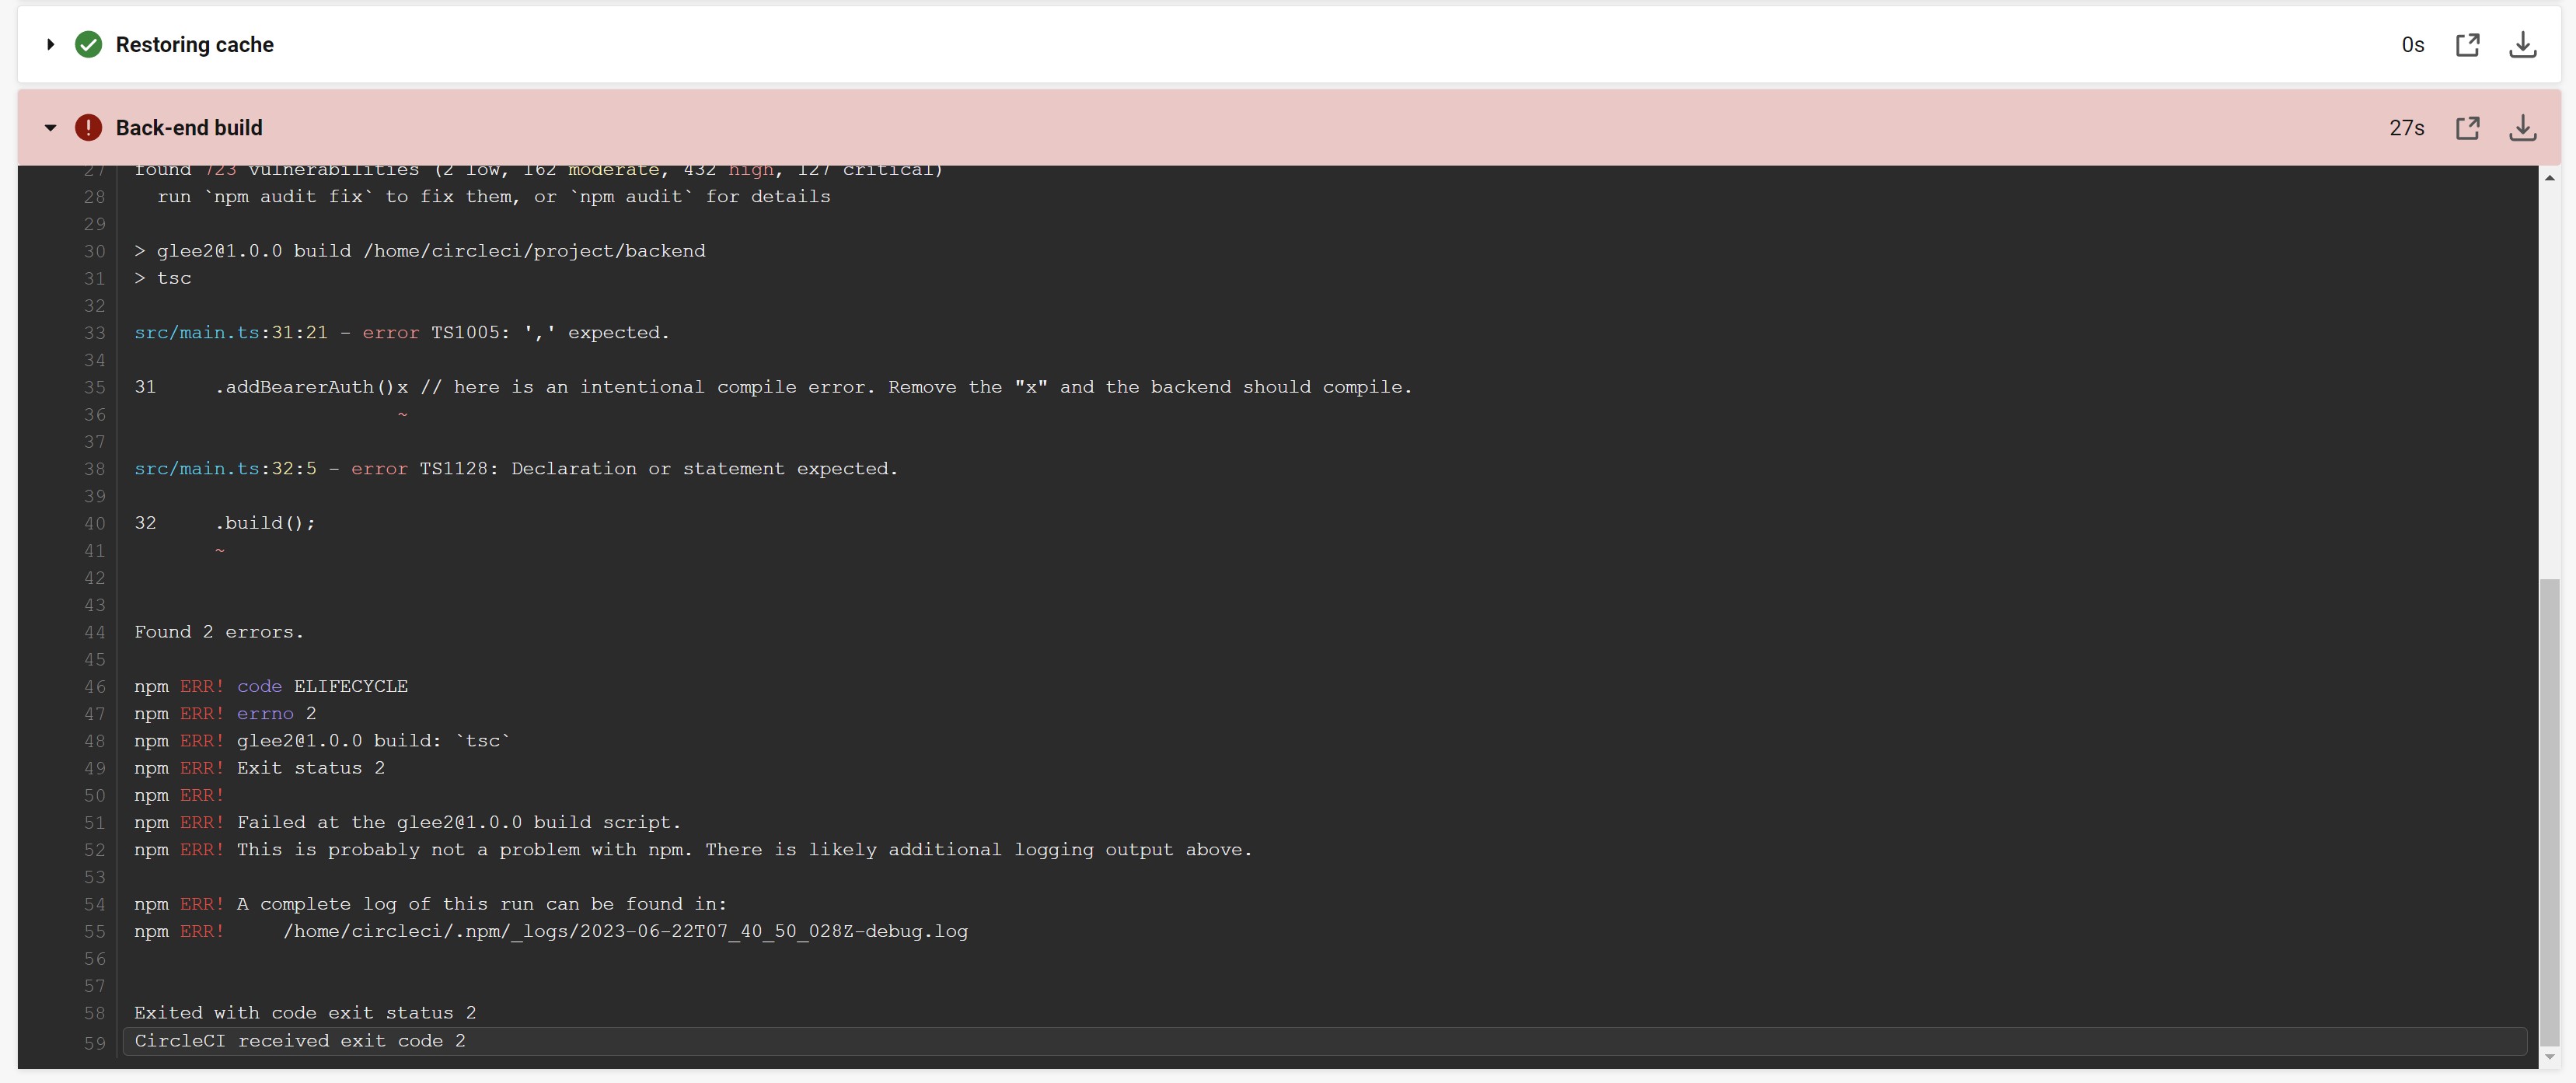 Restoring cache 0s
Back-end build 27s
27 found 723 vulnerabilities (2 low, 162 moderate, 432 high, 127 critical)
28   run `npm audit fix` to fix them, or `npm audit` for details
29
30 > glee2@1.0.0 build /home/circleci/project/backend
31 > tsc
32
33 src/main.ts:31:21 - error TS1005: ',' expected.
34
35 31     .addBearerAuth()x // here is an intentional compile error. Remove the "x" and the backend should compile.
36                        ~
37
38 src/main.ts:32:5 - error TS1128: Declaration or statement expected.
39
40 32     .build();
41        ~
42
43
44 Found 2 errors.
45
46 npm ERR! code ELIFECYCLE
47 npm ERR! errno 2
48 npm ERR! glee2@1.0.0 build: `tsc`
49 npm ERR! Exit status 2
50 npm ERR!
51 npm ERR! Failed at the glee2@1.0.0 build script.
52 npm ERR! This is probably not a problem with npm. There is likely additional logging output above.
53
54 npm ERR! A complete log of this run can be found in:
55 npm ERR!     /home/circleci/.npm/_logs/2023-06-22T07_40_50_028Z-debug.log
56
57
58 Exited with code exit status 2
59 CircleCI received exit code 2